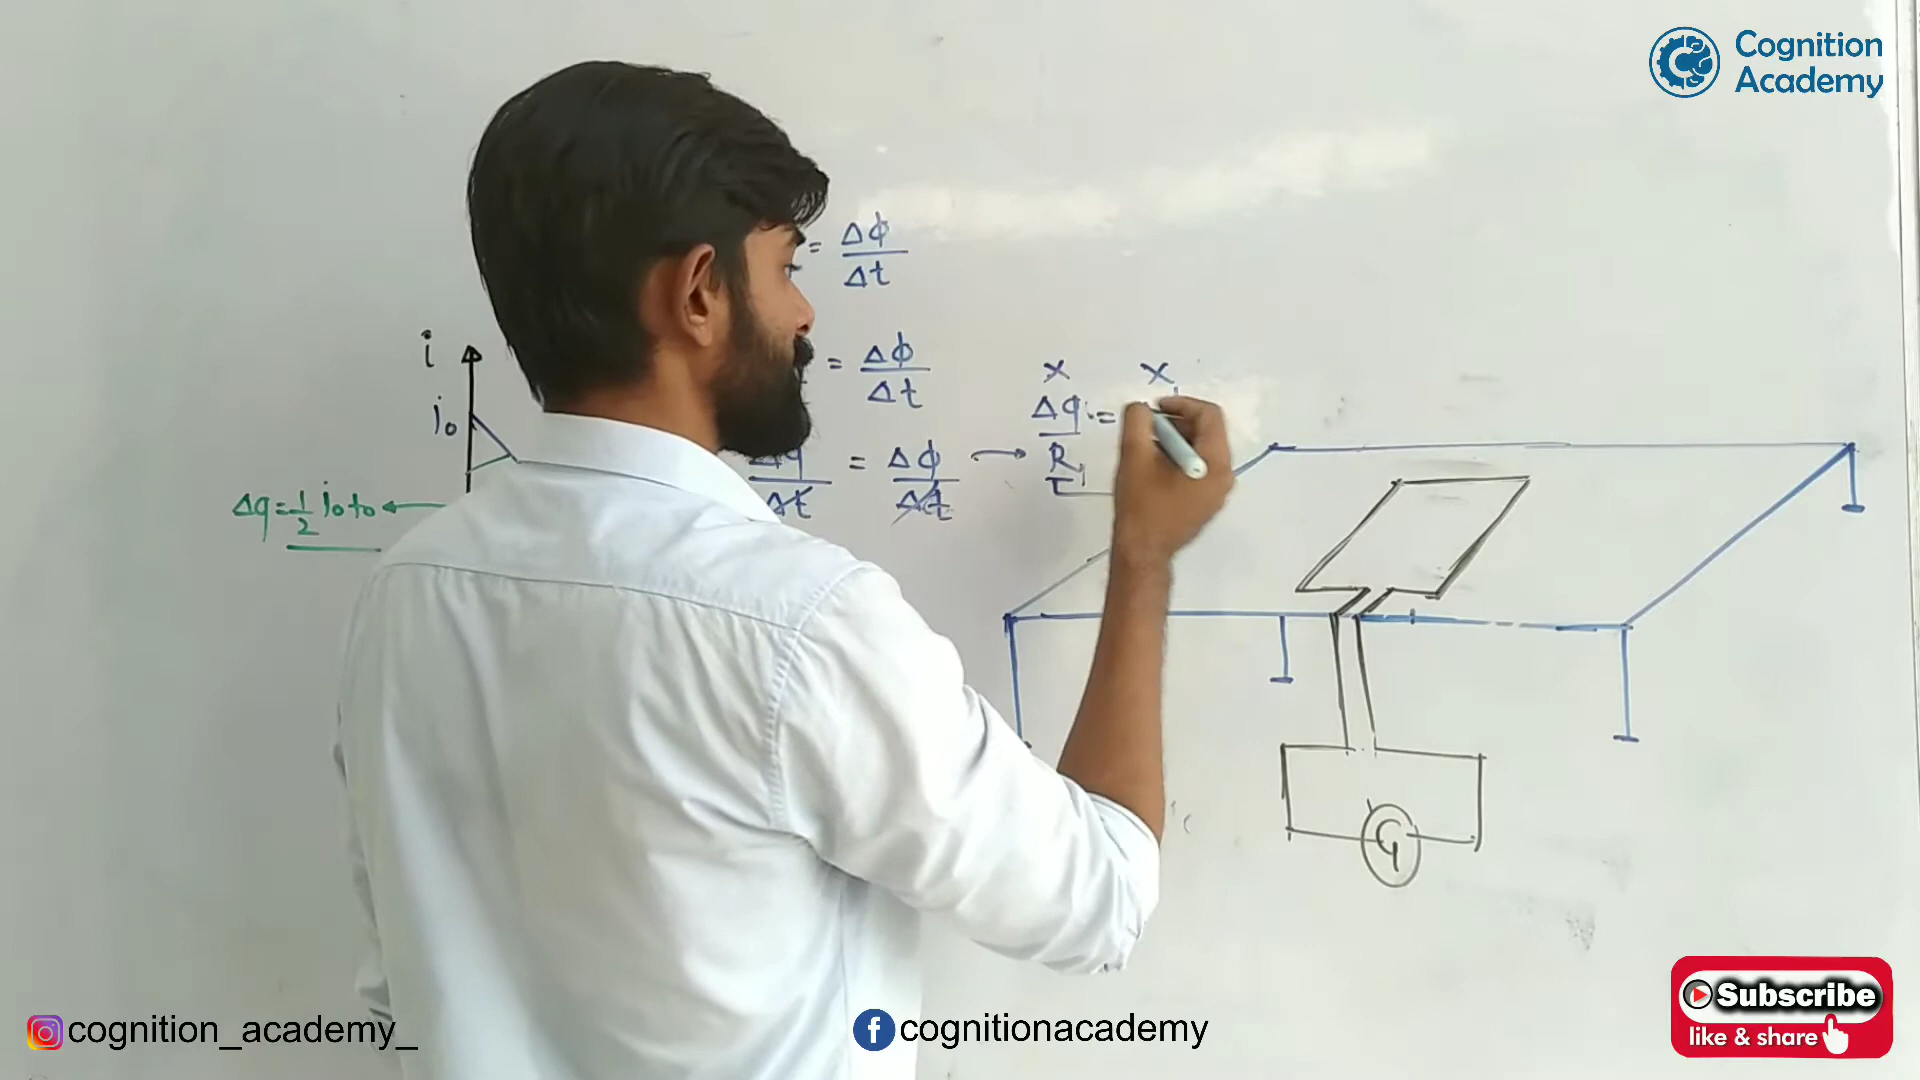 Cognition
Academy
= Δϕ
Δt
i
= Δϕ
Δt
x x
i₀
Δq =
R
Δq = Δϕ
Δt Δt
Δq = 1/2 i₀t₀
G
Subscribe
like & share
cognition_academy_
f cognitionacademy